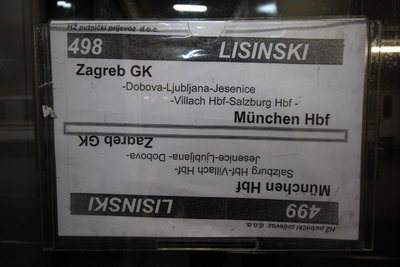 HŽ putnički prijevoz d.o.o.
498 LISINSKI
Zagreb GK
-Dobova-Ljubljana-Jesenice
-Villach Hbf-Salzburg Hbf -
München Hbf
499 LISINSKI
München Hbf
Salzburg Hbf-Villach Hbf-
Jesenice-Ljubljana- Dobova-
Zagreb GK
HŽ putnički prijevoz d.o.o.